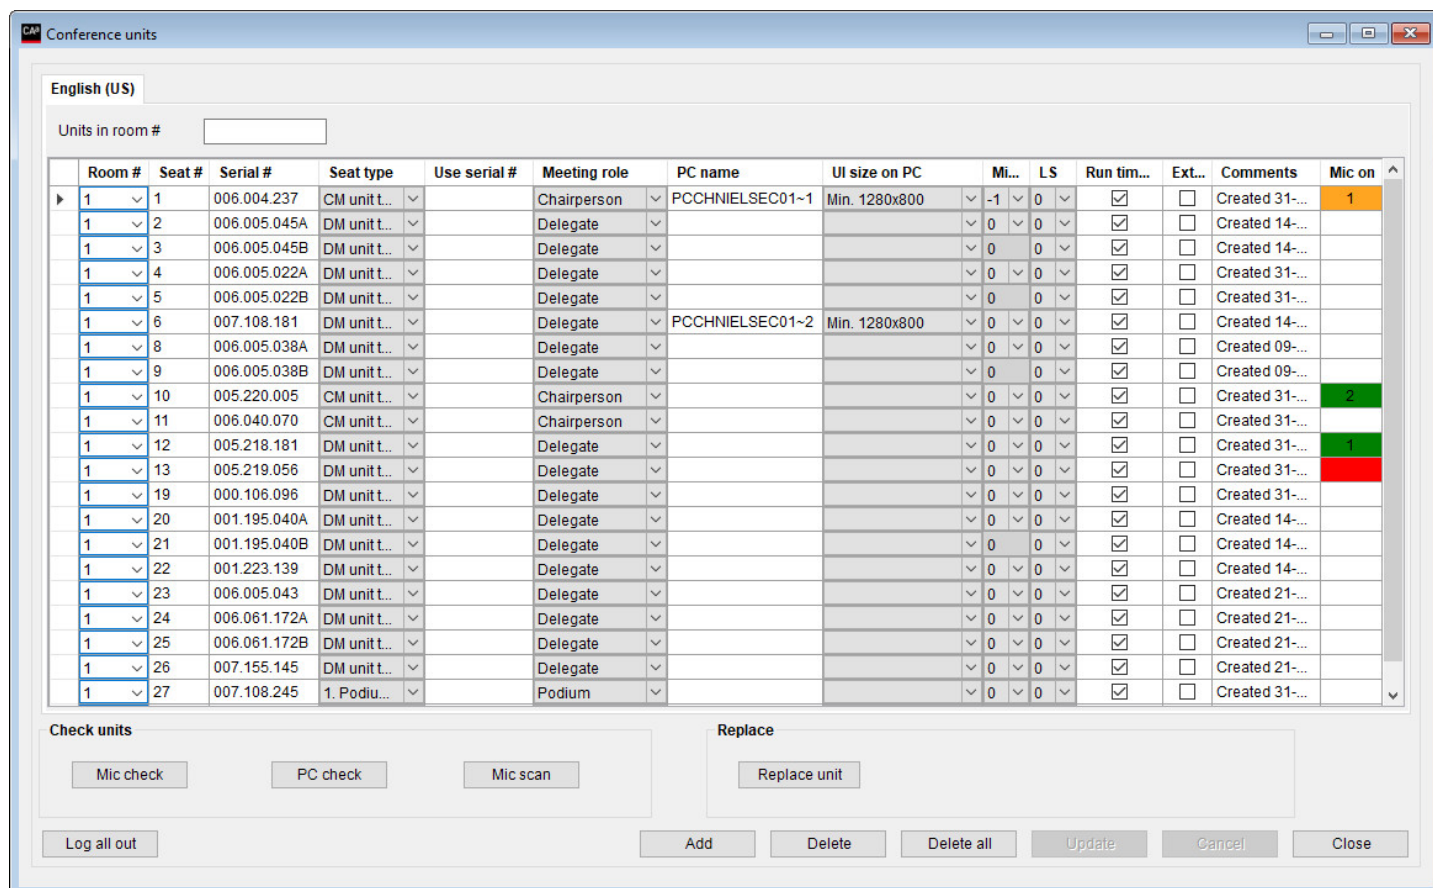 CAa Conference units
English (US)
Units in room #
Room # Seat # Serial # Seat type Use serial # Meeting role PC name UI size on PC Mi... LS Run tim... Ext... Comments Mic on
1 1 006.004.237 CM unit t... Chairperson PCCHNIELSEC01~1 Min. 1280x800 -1 0 Created 31-... 1
1 2 006.005.045A DM unit t... Delegate 0 0 Created 14-...
1 3 006.005.045B DM unit t... Delegate 0 0 Created 14-...
1 4 006.005.022A DM unit t... Delegate 0 0 Created 31-...
1 5 006.005.022B DM unit t... Delegate 0 0 Created 31-...
1 6 007.108.181 DM unit t... Delegate PCCHNIELSEC01~2 Min. 1280x800 0 0 Created 14-...
1 8 006.005.038A DM unit t... Delegate 0 0 Created 09-...
1 9 006.005.038B DM unit t... Delegate 0 0 Created 09-...
1 10 005.220.005 CM unit t... Chairperson 0 0 Created 31-... 2
1 11 006.040.070 CM unit t... Chairperson 0 0 Created 31-...
1 12 005.218.181 DM unit t... Delegate 0 0 Created 31-... 1
1 13 005.219.056 DM unit t... Delegate 0 0 Created 31-...
1 19 000.106.096 DM unit t... Delegate 0 0 Created 31-...
1 20 001.195.040A DM unit t... Delegate 0 0 Created 14-...
1 21 001.195.040B DM unit t... Delegate 0 0 Created 14-...
1 22 001.223.139 DM unit t... Delegate 0 0 Created 14-...
1 23 006.005.043 DM unit t... Delegate 0 0 Created 21-...
1 24 006.061.172A DM unit t... Delegate 0 0 Created 21-...
1 25 006.061.172B DM unit t... Delegate 0 0 Created 21-...
1 26 007.155.145 DM unit t... Delegate 0 0 Created 21-...
1 27 007.108.245 1. Podiu... Podium 0 0 Created 31-...
Check units Replace
Mic check PC check Mic scan Replace unit
Log all out Add Delete Delete all Update Cancel Close